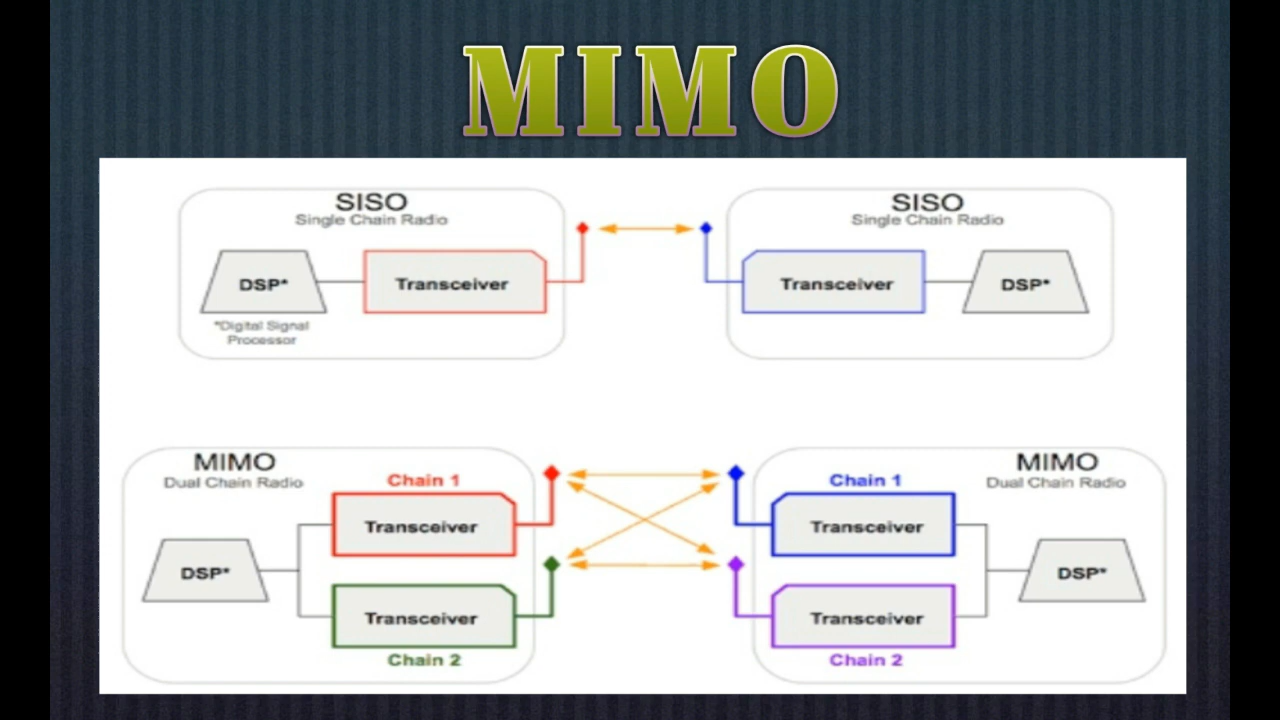 MIMO
SISO
Single Chain Radio
DSP*
Transceiver
*Digital Signal
Processor
SISO
Single Chain Radio
Transceiver
DSP*
MIMO
Dual Chain Radio
Chain 1
Transceiver
DSP*
Transceiver
Chain 2
MIMO
Dual Chain Radio
Chain 1
Transceiver
DSP*
Transceiver
Chain 2